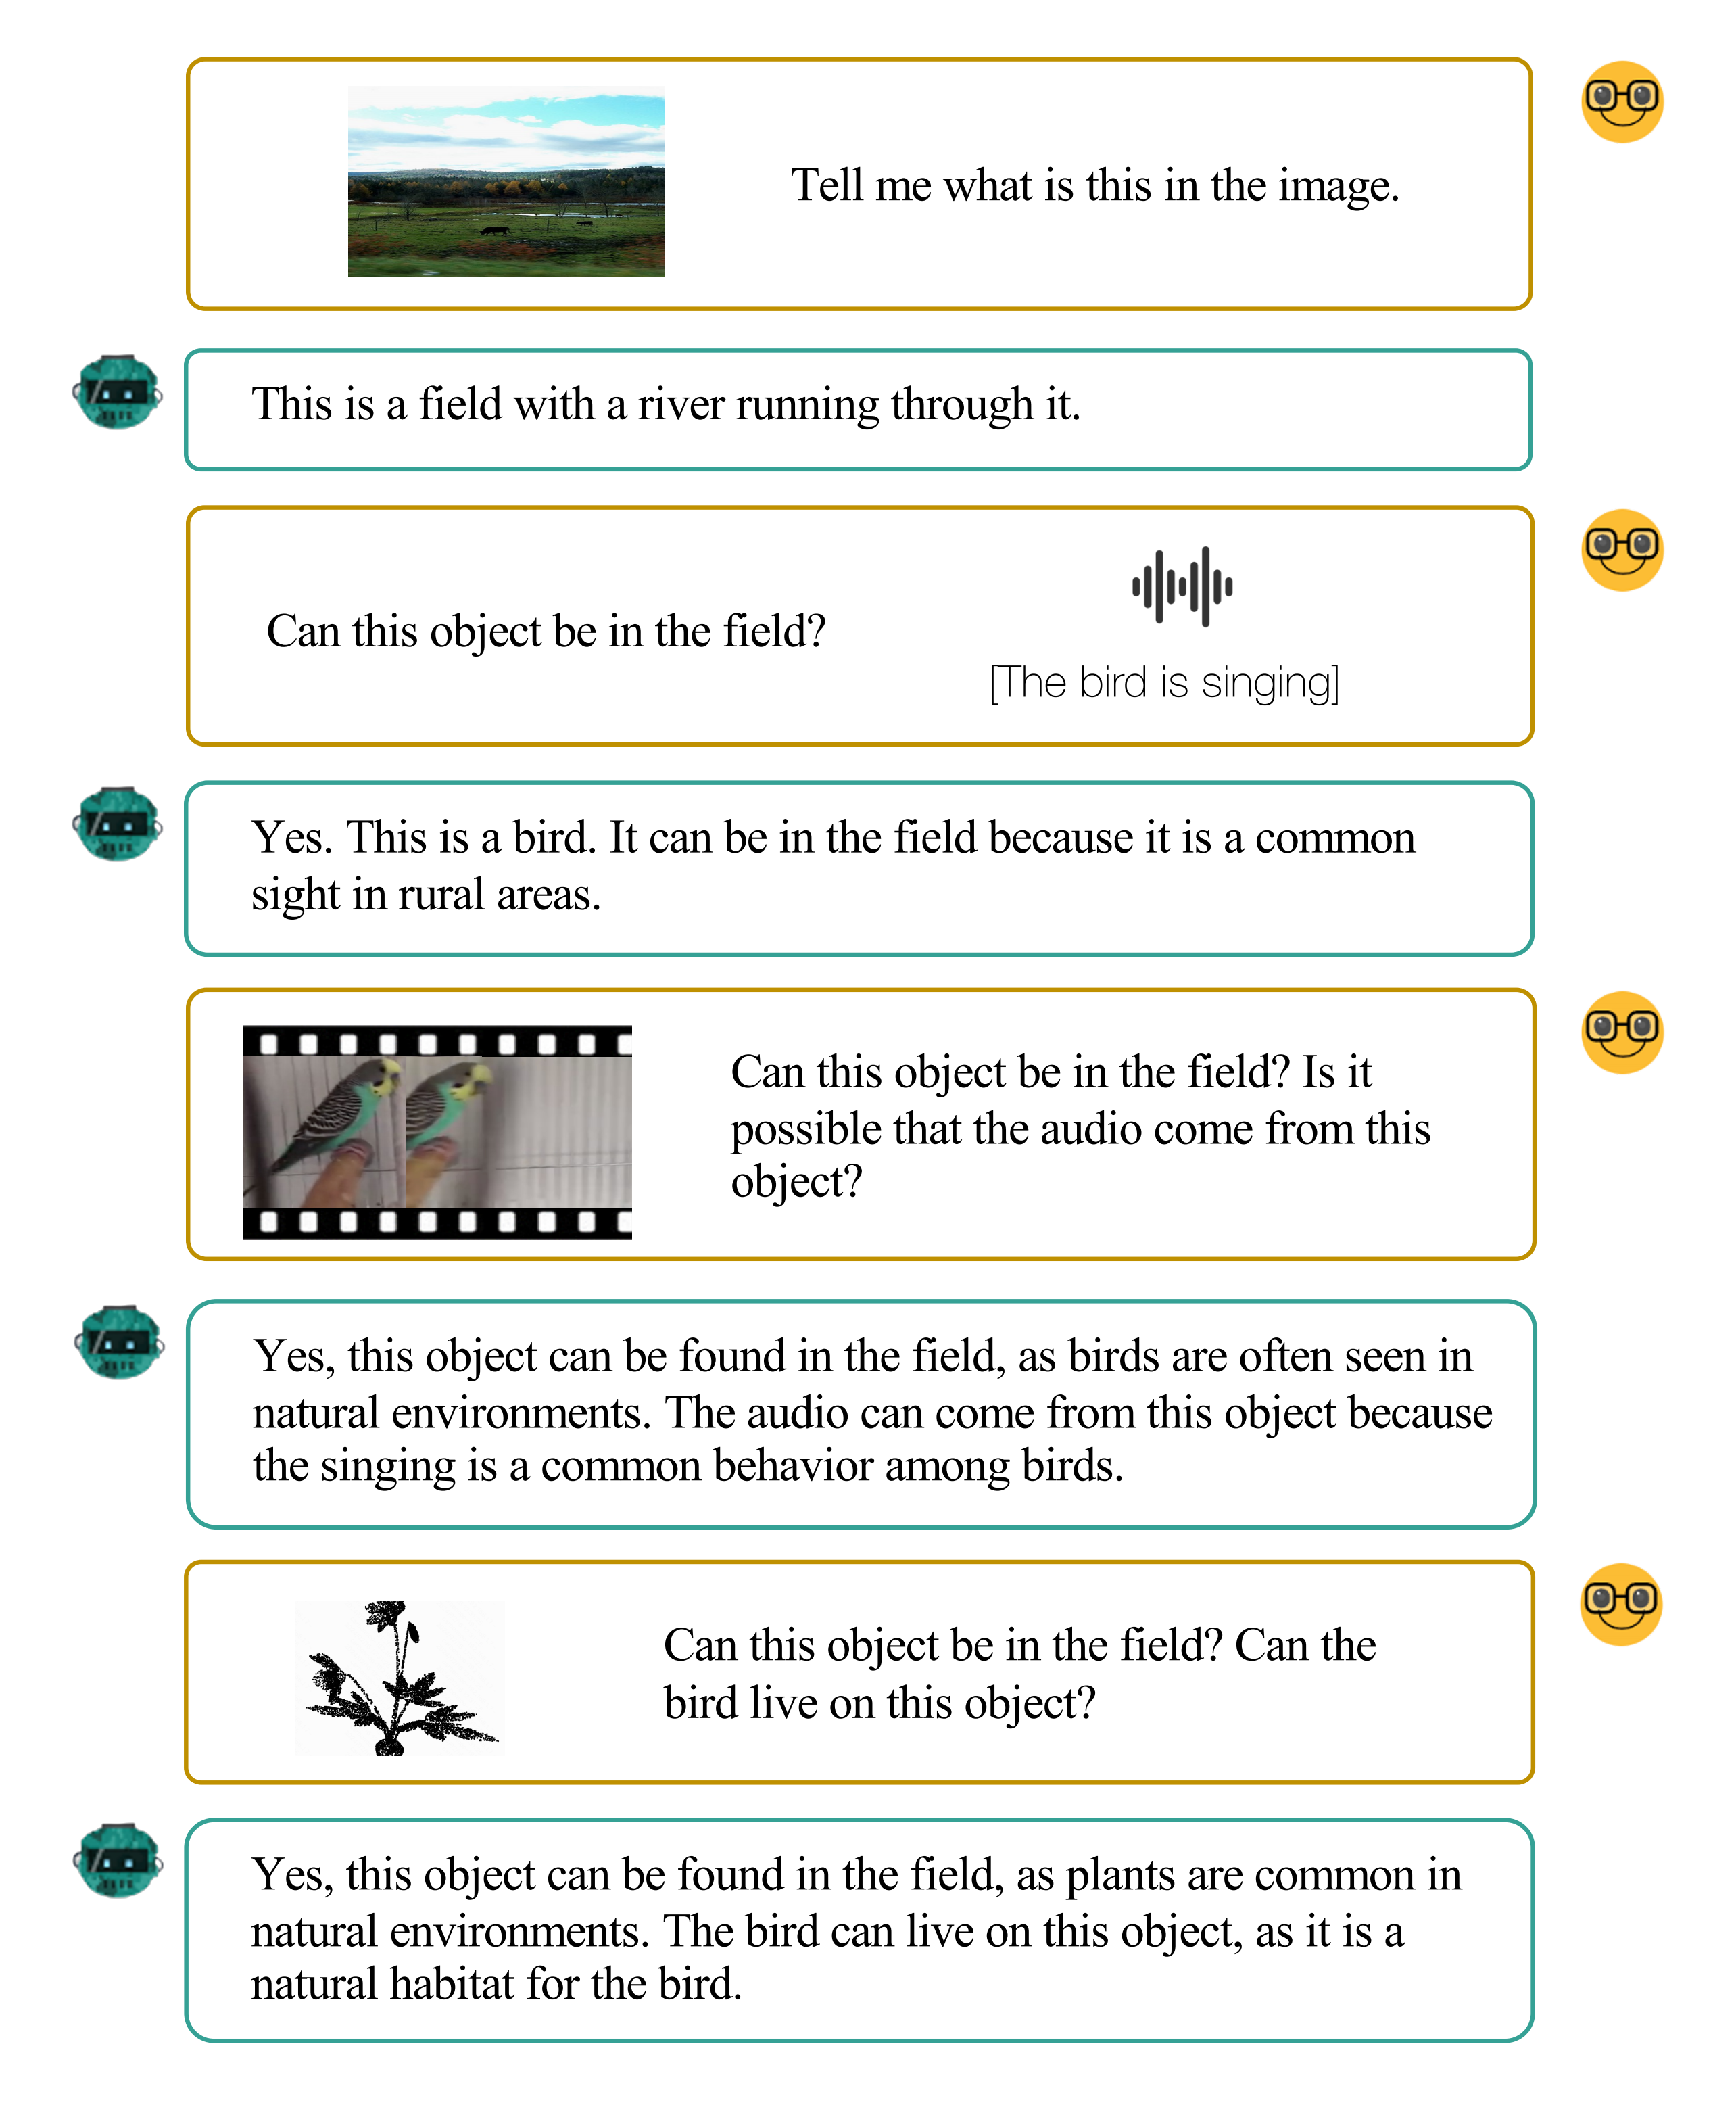 Tell me what is this in the image.
This is a field with a river running through it.
Can this object be in the field?
[The bird is singing]
Yes. This is a bird. It can be in the field because it is a common
sight in rural areas.
Can this object be in the field? Is it
possible that the audio come from this
object?
Yes, this object can be found in the field, as birds are often seen in
natural environments. The audio can come from this object because
the singing is a common behavior among birds.
Can this object be in the field? Can the
bird live on this object?
Yes, this object can be found in the field, as plants are common in
natural environments. The bird can live on this object, as it is a
natural habitat for the bird.